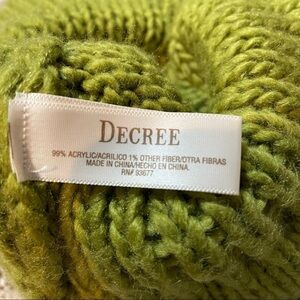 DECREE
99% ACRYLIC/ACRILICO 1% OTHER FIBER/OTRA FIBRAS
MADE IN CHINA/HECHO EN CHINA.
RN# 93677